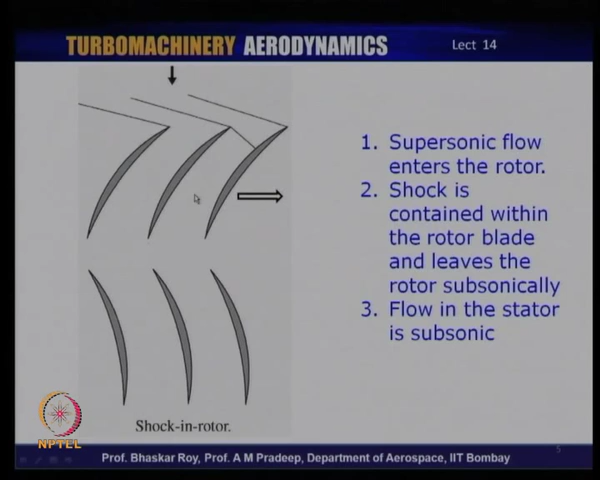 TURBOMACHINERY AERODYNAMICS
Lect 14
1. Supersonic flow
enters the rotor.
2. Shock is
contained within
the rotor blade
and leaves the
rotor subsonically
3. Flow in the stator
is subsonic
Shock-in-rotor.
NPTEL
5
Prof. Bhaskar Roy, Prof. A M Pradeep, Department of Aerospace, IIT Bombay